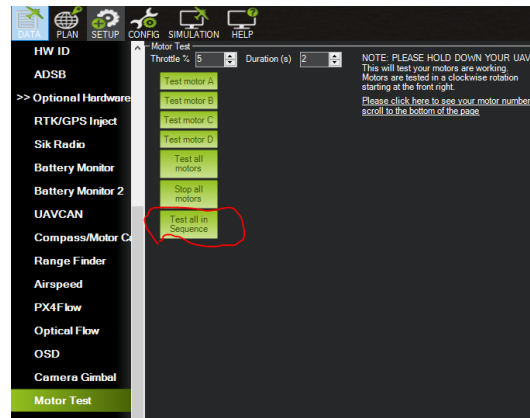 DATA PLAN SETUP CONFIG SIMULATION HELP
HW ID
ADSB
>> Optional Hardware
RTK/GPS Inject
Sik Radio
Battery Monitor
Battery Monitor 2
UAVCAN
Compass/Motor Ca
Range Finder
Airspeed
PX4Flow
Optical Flow
OSD
Camera Gimbal
Motor Test
Motor Test
Throttle % 5 Duration (s) 2
Test motor A
Test motor B
Test motor C
Test motor D
Test all
motors
Stop all
motors
Test all in
Sequence
NOTE: PLEASE HOLD DOWN YOUR UAV
This will test your motors are working.
Motors are tested in a clockwise rotation
starting at the front right.
Please click here to see your motor number
scroll to the bottom of the page